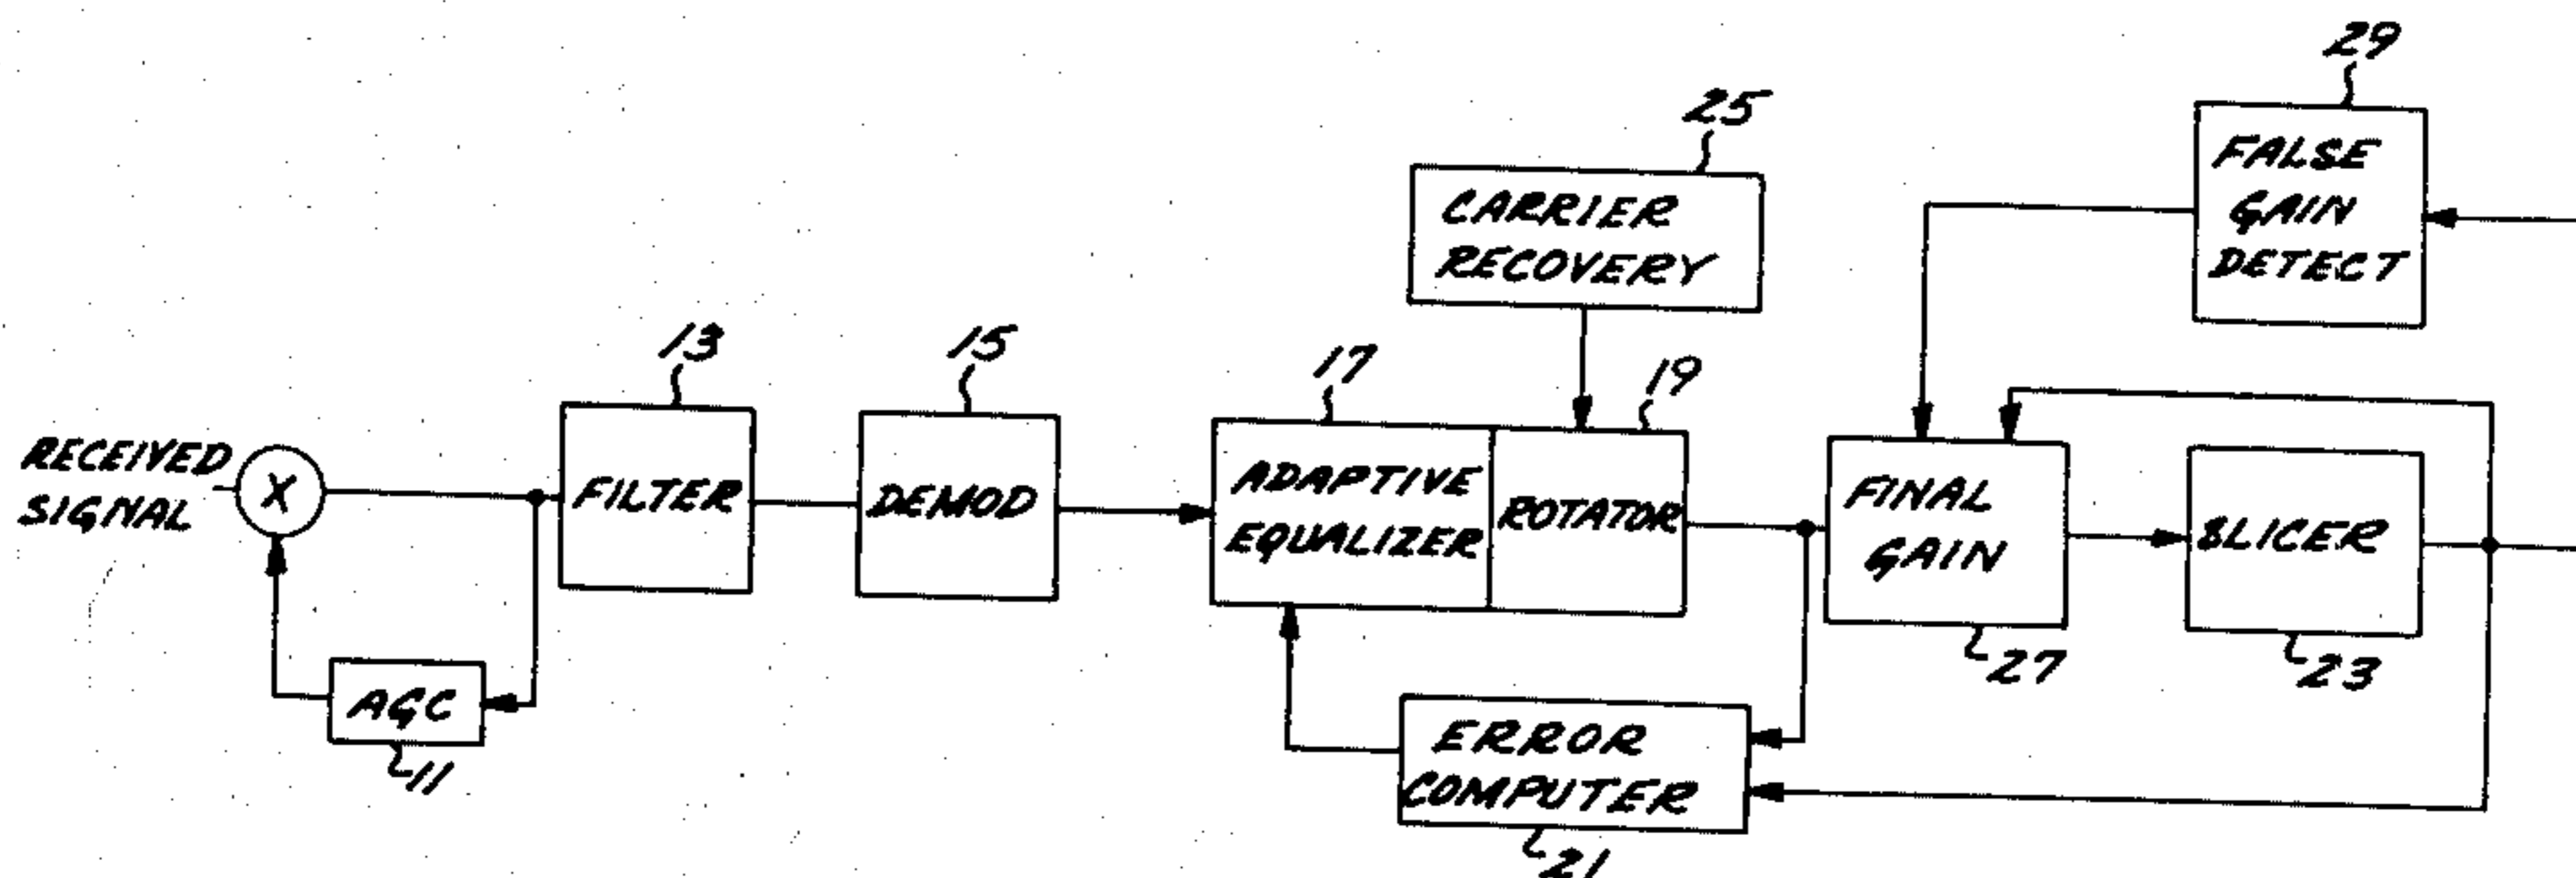 29
FALSE
GAIN
DETECT
25
CARRIER
RECOVERY
13
15
17
19
RECEIVED
SIGNAL
X
FILTER
DEMOD
ADAPTIVE
EQUALIZER
ROTATOR
FINAL
GAIN
SLICER
27
23
AGC
11
ERROR
COMPUTER
21